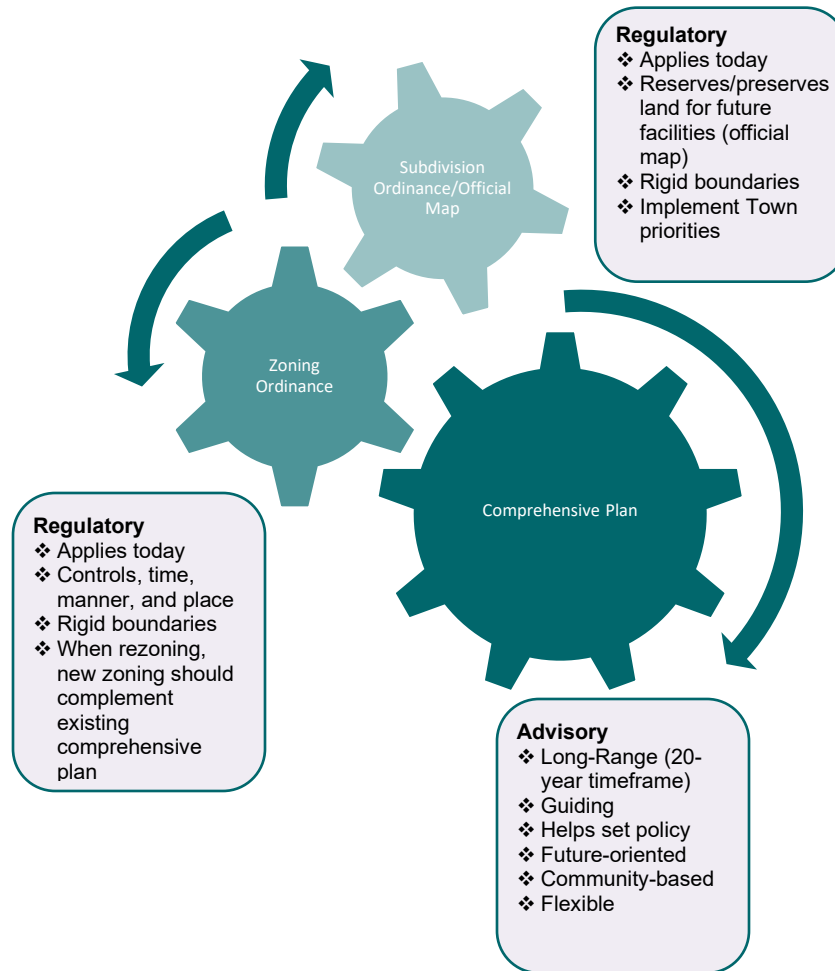 Regulatory
❖ Applies today
❖ Reserves/preserves
land for future
facilities (official
map)
❖ Rigid boundaries
❖ Implement Town
priorities
Subdivision
Ordinance/Official
Map
Zoning
Ordinance
Comprehensive Plan
Regulatory
❖ Applies today
❖ Controls, time,
manner, and place
❖ Rigid boundaries
❖ When rezoning,
new zoning should
complement
existing
comprehensive
plan
Advisory
❖ Long-Range (20-
year timeframe)
❖ Guiding
❖ Helps set policy
❖ Future-oriented
❖ Community-based
❖ Flexible